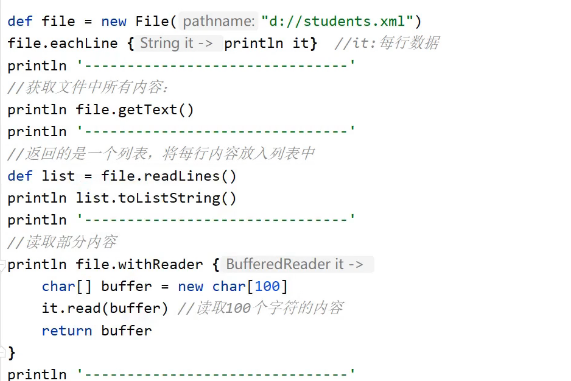 def file = new File( pathname: "d://students.xml")
file.eachLine { String it -> println it}  //it:每行数据
println '-------------------------------'
//获取文件中所有内容:
println file.getText()
println '-------------------------------'
//返回的是一个列表，将每行内容放入列表中
def list = file.readLines()
println list.toListString()
println '-------------------------------'
//读取部分内容
println file.withReader { BufferedReader it ->
    char[] buffer = new char[100]
    it.read(buffer) //读取100个字符的内容
    return buffer
}
println '-------------------------------'